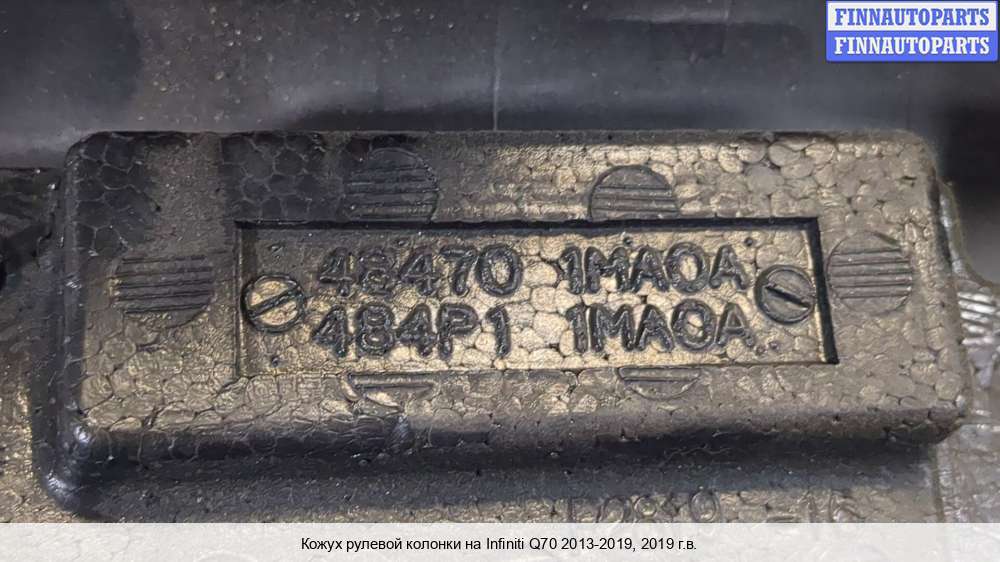 FINNAUTOPARTS
FINNAUTOPARTS
48470 1MA0A
484P1 1MA0A
Кожух рулевой колонки на Infiniti Q70 2013-2019, 2019 г.в.